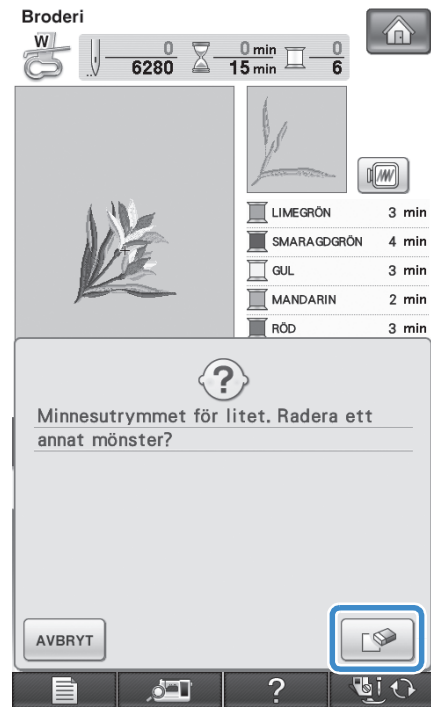 Broderi
W
0 0 min 0
6280 15 min 6
LIMEGRÖN 3 min
SMARAGDGRÖN 4 min
GUL 3 min
MANDARIN 2 min
RÖD 3 min
?
Minnesutrymmet för litet. Radera ett
annat mönster?
AVBRYT
?